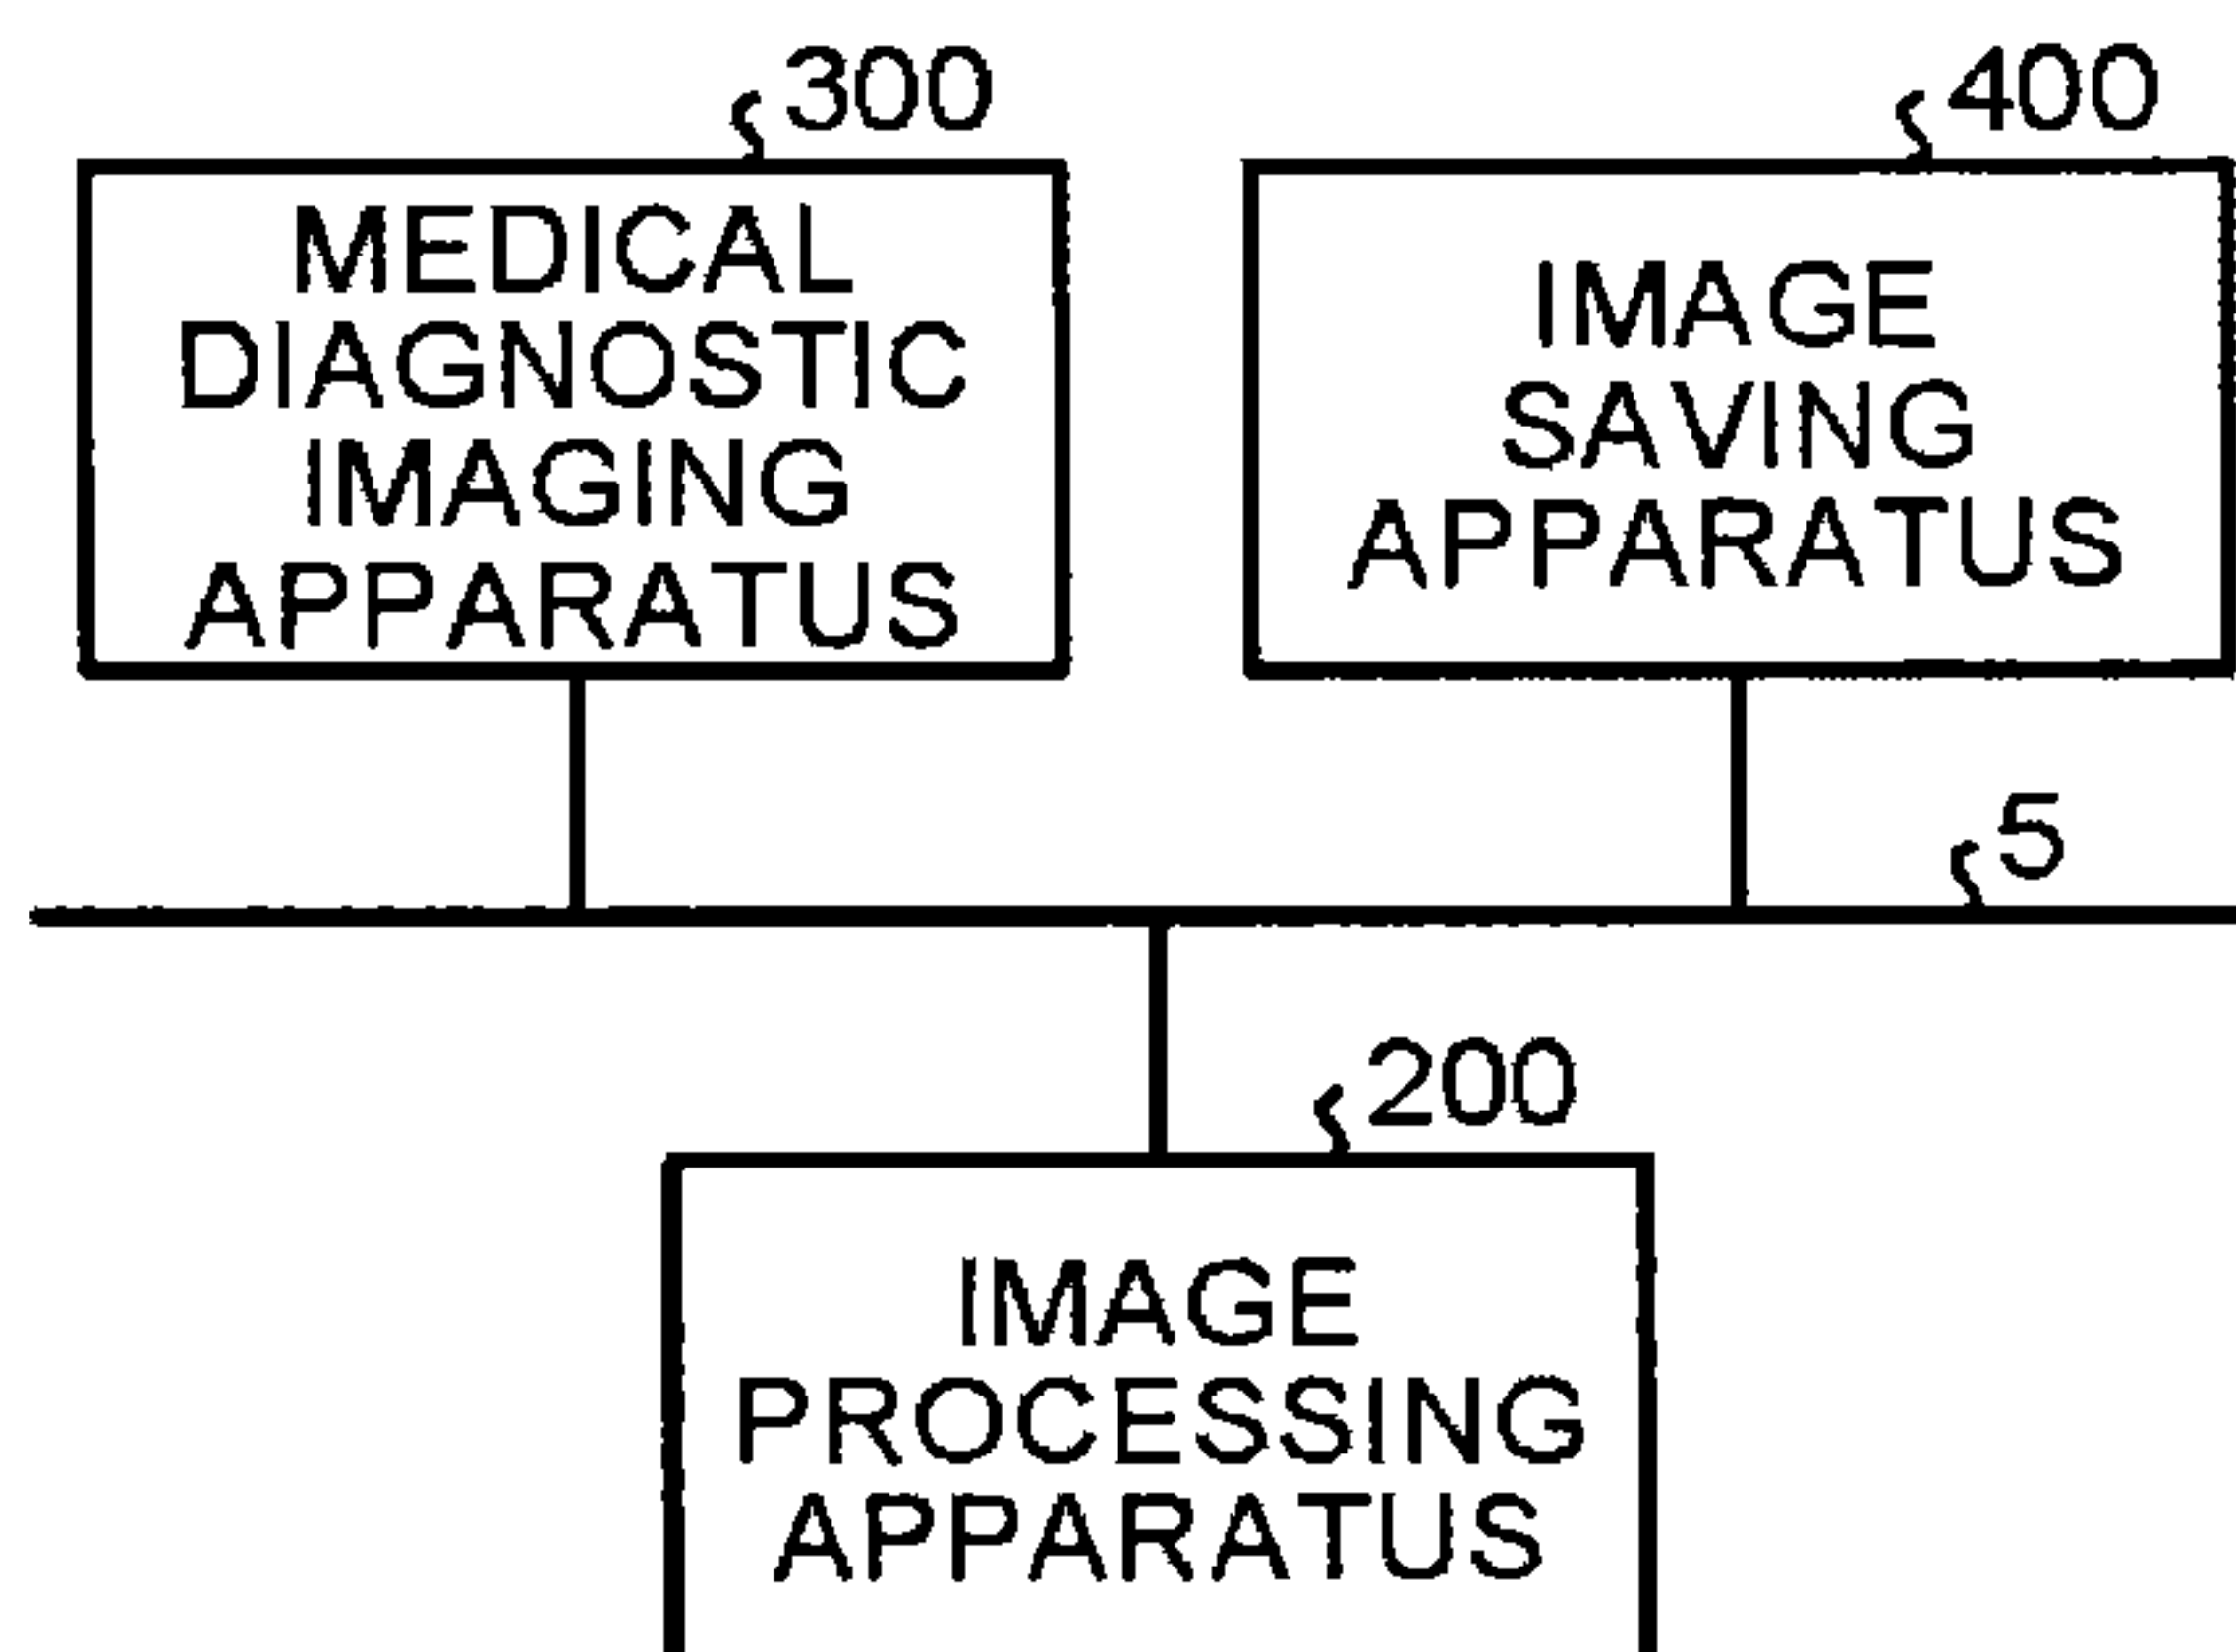 300
MEDICAL
DIAGNOSTIC
IMAGING
APPARATUS
400
IMAGE
SAVING
APPARATUS
5
200
IMAGE
PROCESSING
APPARATUS